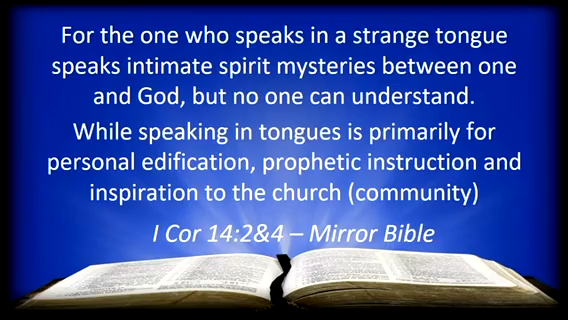 For the one who speaks in a strange tongue
speaks intimate spirit mysteries between one
and God, but no one can understand.
While speaking in tongues is primarily for
personal edification, prophetic instruction and
inspiration to the church (community)
I Cor 14:2&4 – Mirror Bible